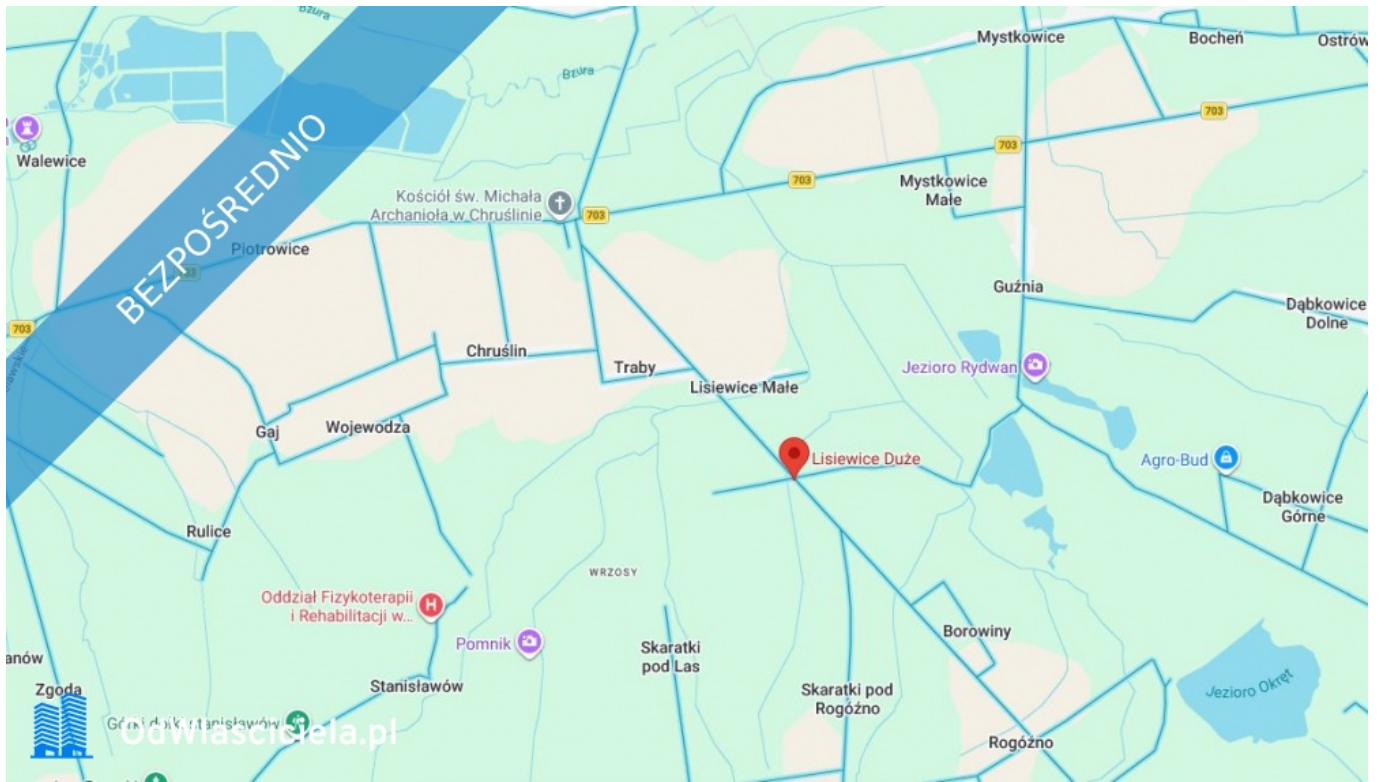 Bzura
Mystkowice
Bocheń
Ostrów
Bzura
703
703
Walewice
BEZPOŚREDNIO
703
Mystkowice
Małe
Kościół św. Michała
Archanioła w Chruślinie
703
Piotrowice
Guźnia
Dąbkowice
Dolne
703
Chruślin
Traby
Jezioro Rydwan
Lisiewice Małe
Gaj
Wojewoda
Lisiewice Duże
Agro-Bud
Dąbkowice
Górne
Rulice
WRZOSY
Oddział Fizykoterapii
i Rehabilitacji w...
Pomnik
Borowiny
Skaratki
pod Las
anów
Zgoda
Stanisławów
Skaratki pod
Rogóźno
Jezioro Okręt
OdWlasciciela.pl
Rogóźno